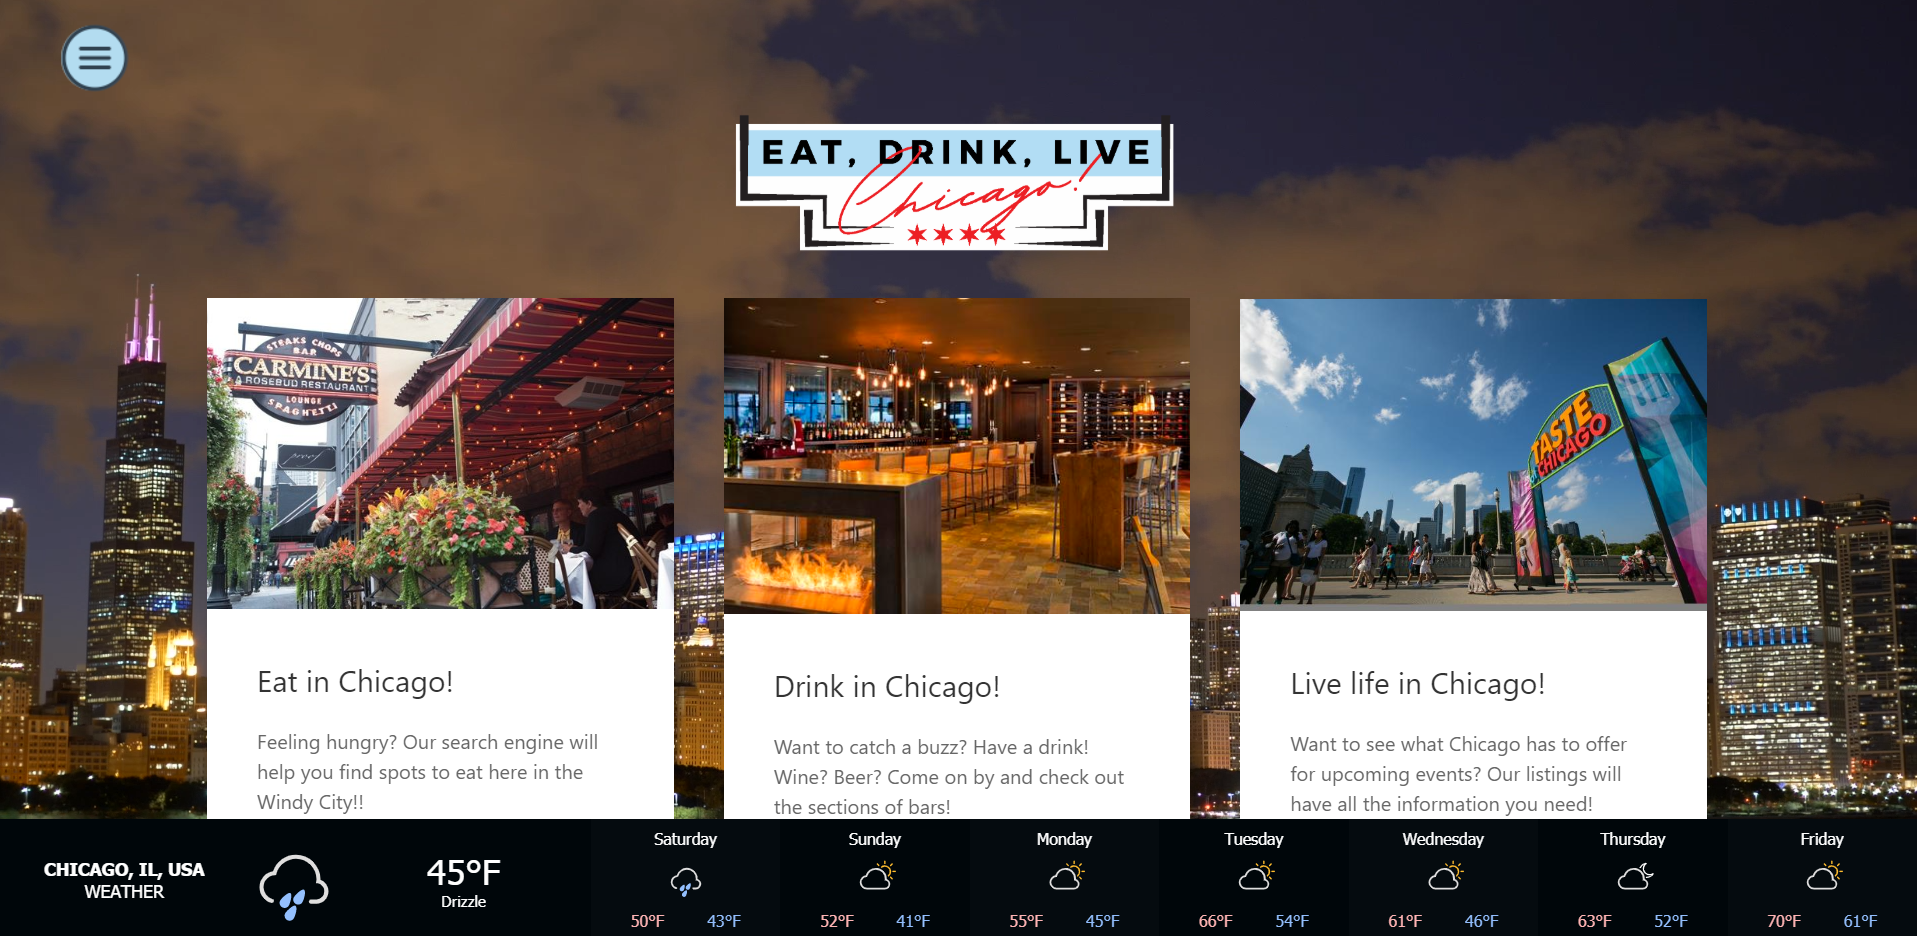 EAT, DRINK, LIVE
Chicago!
STEAKS CHOPS
BAR
CARMINE'S
A ROSEBUD RESTAURANT
LOUNGE
SPAGHETTI
TASTE
OF CHICAGO
Eat in Chicago!
Feeling hungry? Our search engine will
help you find spots to eat here in the
Windy City!!
Drink in Chicago!
Want to catch a buzz? Have a drink!
Wine? Beer? Come on by and check out
the sections of bars!
Live life in Chicago!
Want to see what Chicago has to offer
for upcoming events? Our listings will
have all the information you need!
CHICAGO, IL, USA
WEATHER
45°F
Drizzle
Saturday
50°F 43°F
Sunday
52°F 41°F
Monday
55°F 45°F
Tuesday
66°F 54°F
Wednesday
61°F 46°F
Thursday
63°F 52°F
Friday
70°F 61°F